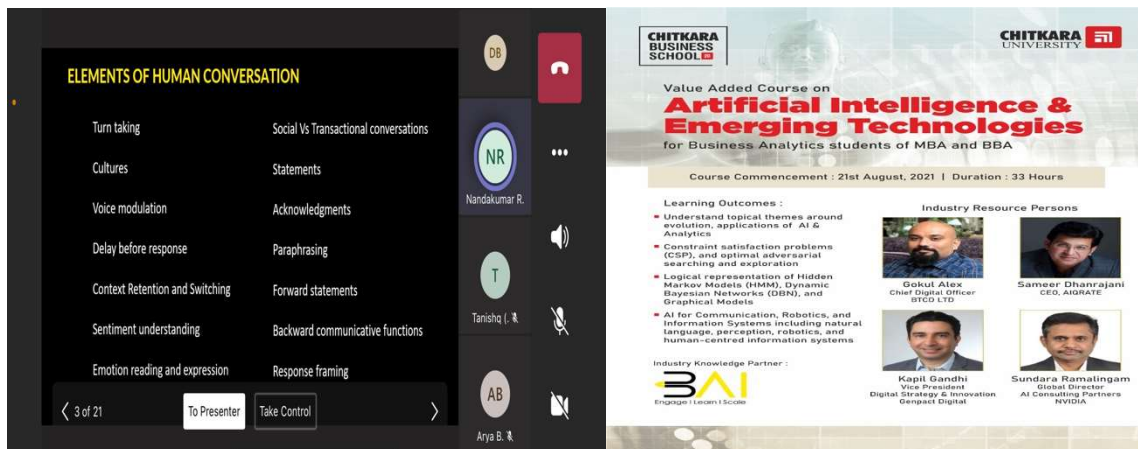 ELEMENTS OF HUMAN CONVERSATION
Turn taking
Cultures
Voice modulation
Delay before response
Context Retention and Switching
Sentiment understanding
Emotion reading and expression
Social Vs Transactional conversations
Statements
Acknowledgments
Paraphrasing
Forward statements
Backward communicative functions
Response framing
3 of 21
To Presenter
Take Control
DB
NR
Nandakumar R.
T
Tanishq (.
AB
Arya B.
CHITKARA
BUSINESS
SCHOOL
CHITKARA
UNIVERSITY
Value Added Course on
Artificial Intelligence &
Emerging Technologies
for Business Analytics students of MBA and BBA
Course Commencement : 21st August, 2021 | Duration : 33 Hours
Learning Outcomes :
Understand topical themes around
evolution, applications of AI &
Analytics
Constraint satisfaction problems
(CSP), and optimal adversarial
searching and exploration
Logical representation of Hidden
Markov Models (HMM), Dynamic
Bayesian Networks (DBN), and
Graphical Models
AI for Communication, Robotics, and
Information Systems including natural
language, perception, robotics, and
human-centred information systems
Industry Knowledge Partner :
3AI
Engage I Learn I Scale
Industry Resource Persons
Gokul Alex
Chief Digital Officer
BTCD LTD
Sameer Dhanrajani
CEO, AIQRATE
Kapil Gandhi
Vice President
Digital Strategy & Innovation
Genpact Digital
Sundara Ramalingam
Global Director
AI Consulting Partners
NVIDIA